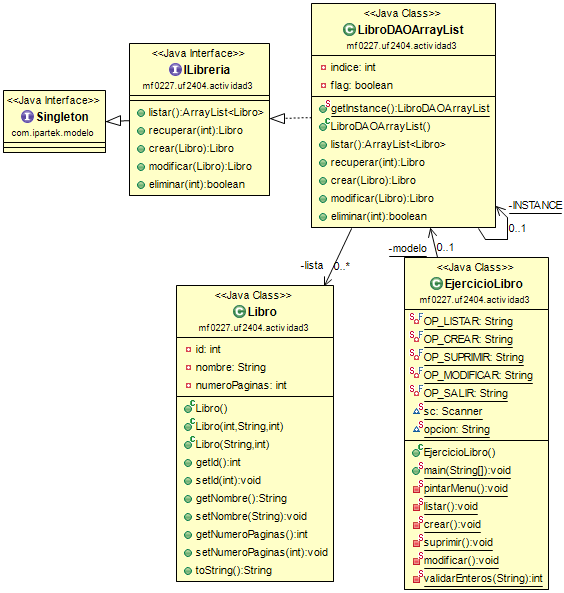 <<Java Interface>>
Singleton
com.ipartek.modelo
<<Java Interface>>
ILibreria
mf0227.uf2404.actividad3
listar():ArrayList<Libro>
recuperar(int):Libro
crear(Libro):Libro
modificar(Libro):Libro
eliminar(int):boolean
<<Java Class>>
LibroDAOArrayList
mf0227.uf2404.actividad3
indice: int
flag: boolean
getInstance():LibroDAOArrayList
LibroDAOArrayList()
listar():ArrayList<Libro>
recuperar(int):Libro
crear(Libro):Libro
modificar(Libro):Libro
eliminar(int):boolean
-INSTANCE
0..1
-modelo
0..1
-lista
0..*
<<Java Class>>
Libro
mf0227.uf2404.actividad3
id: int
nombre: String
numeroPaginas: int
Libro()
Libro(int,String,int)
Libro(String,int)
getId():int
setId(int):void
getNombre():String
setNombre(String):void
getNumeroPaginas():int
setNumeroPaginas(int):void
toString():String
<<Java Class>>
EjercicioLibro
mf0227.uf2404.actividad3
OP_LISTAR: String
OP_CREAR: String
OP_SUPRIMIR: String
OP_MODIFICAR: String
OP_SALIR: String
sc: Scanner
opcion: String
EjercicioLibro()
main(String[]):void
pintarMenu():void
listar():void
crear():void
suprimir():void
modificar():void
validarEnteros(String):int